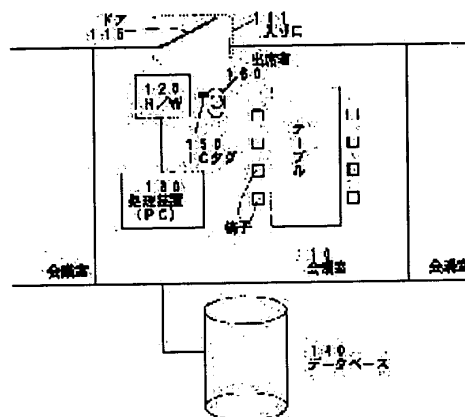 ドア
115
111
入り口
出席者
160
120
H/W
150
ICタグ
テーブル
130
処理装置
(PC)
椅子
会議室
10
会議室
会議室
140
データベース